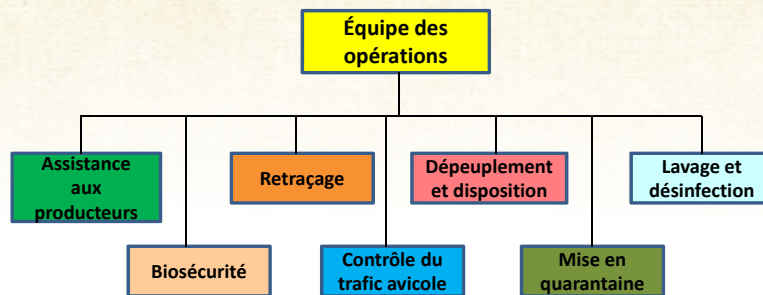 Équipe des
opérations
Assistance
aux
producteurs
Retraçage
Dépeuplement
et disposition
Lavage et
désinfection
Biosécurité
Contrôle du
trafic avicole
Mise en
quarantaine